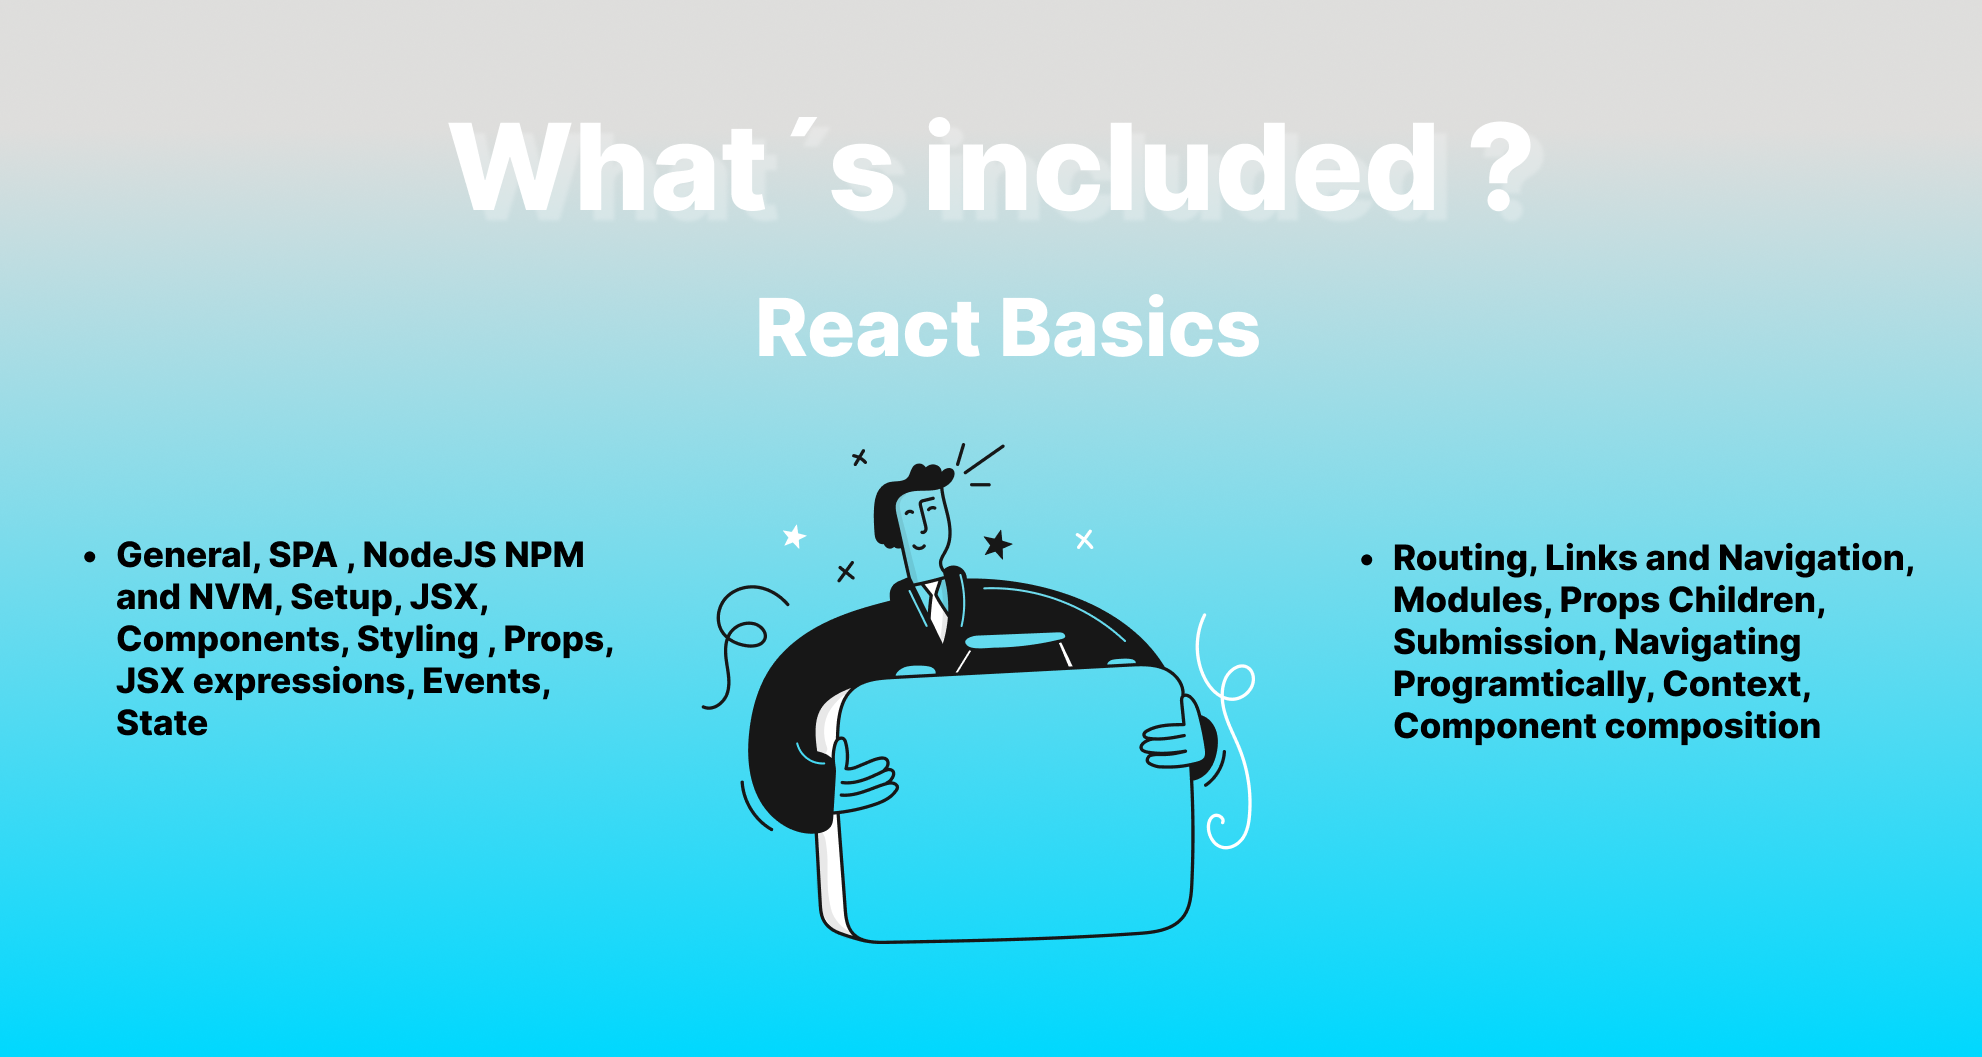 What´s included ?
React Basics
• General, SPA , NodeJS NPM
and NVM, Setup, JSX,
Components, Styling , Props,
JSX expressions, Events,
State
• Routing, Links and Navigation,
Modules, Props Children,
Submission, Navigating
Programtically, Context,
Component composition